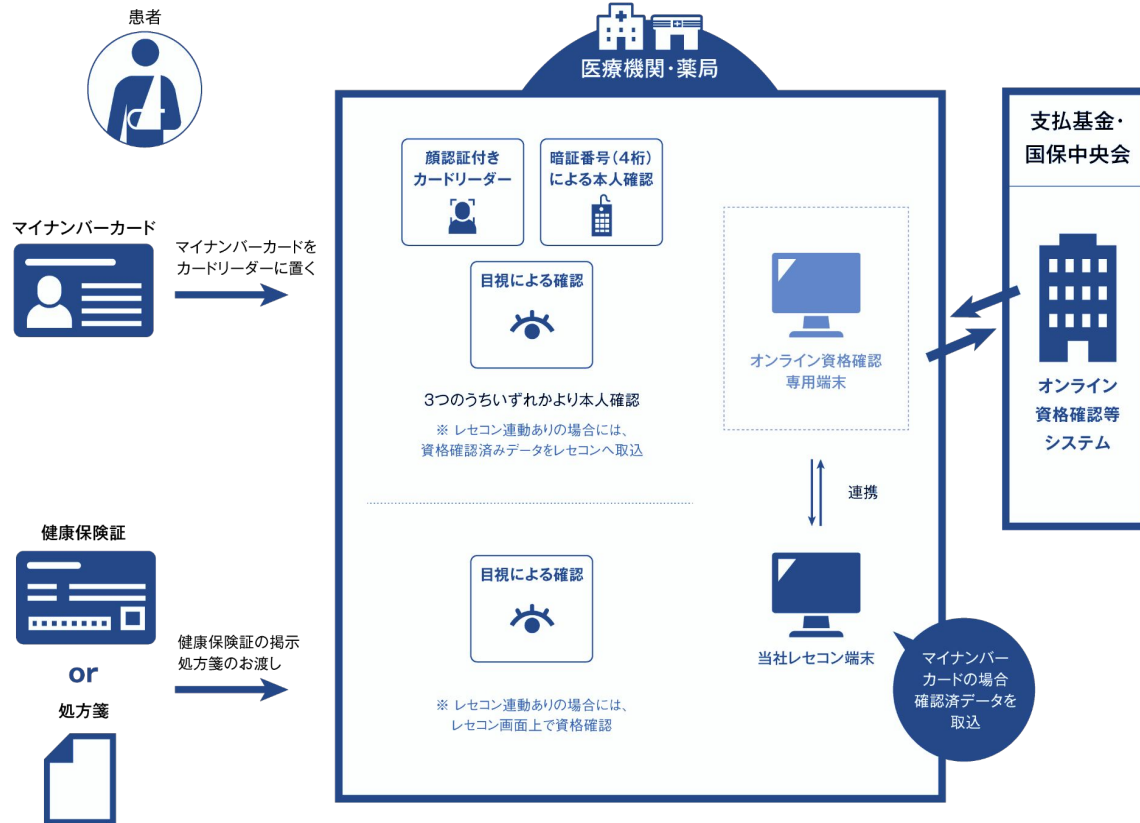 患者
医療機関・薬局
支払基金・
国保中央会
顔認証付き
カードリーダー
暗証番号（4桁）
による本人確認
マイナンバーカード
マイナンバーカードを
カードリーダーに置く
目視による確認
オンライン資格確認
専用端末
オンライン
資格確認等
システム
3つのうちいずれかより本人確認
※ レセコン連動ありの場合には、
資格確認済みデータをレセコンへ取込
連携
健康保険証
目視による確認
健康保険証の掲示
処方箋のお渡し
当社レセコン端末
マイナンバー
カードの場合
確認済データを
取込
or
処方箋
※ レセコン連動ありの場合には、
レセコン画面上で資格確認